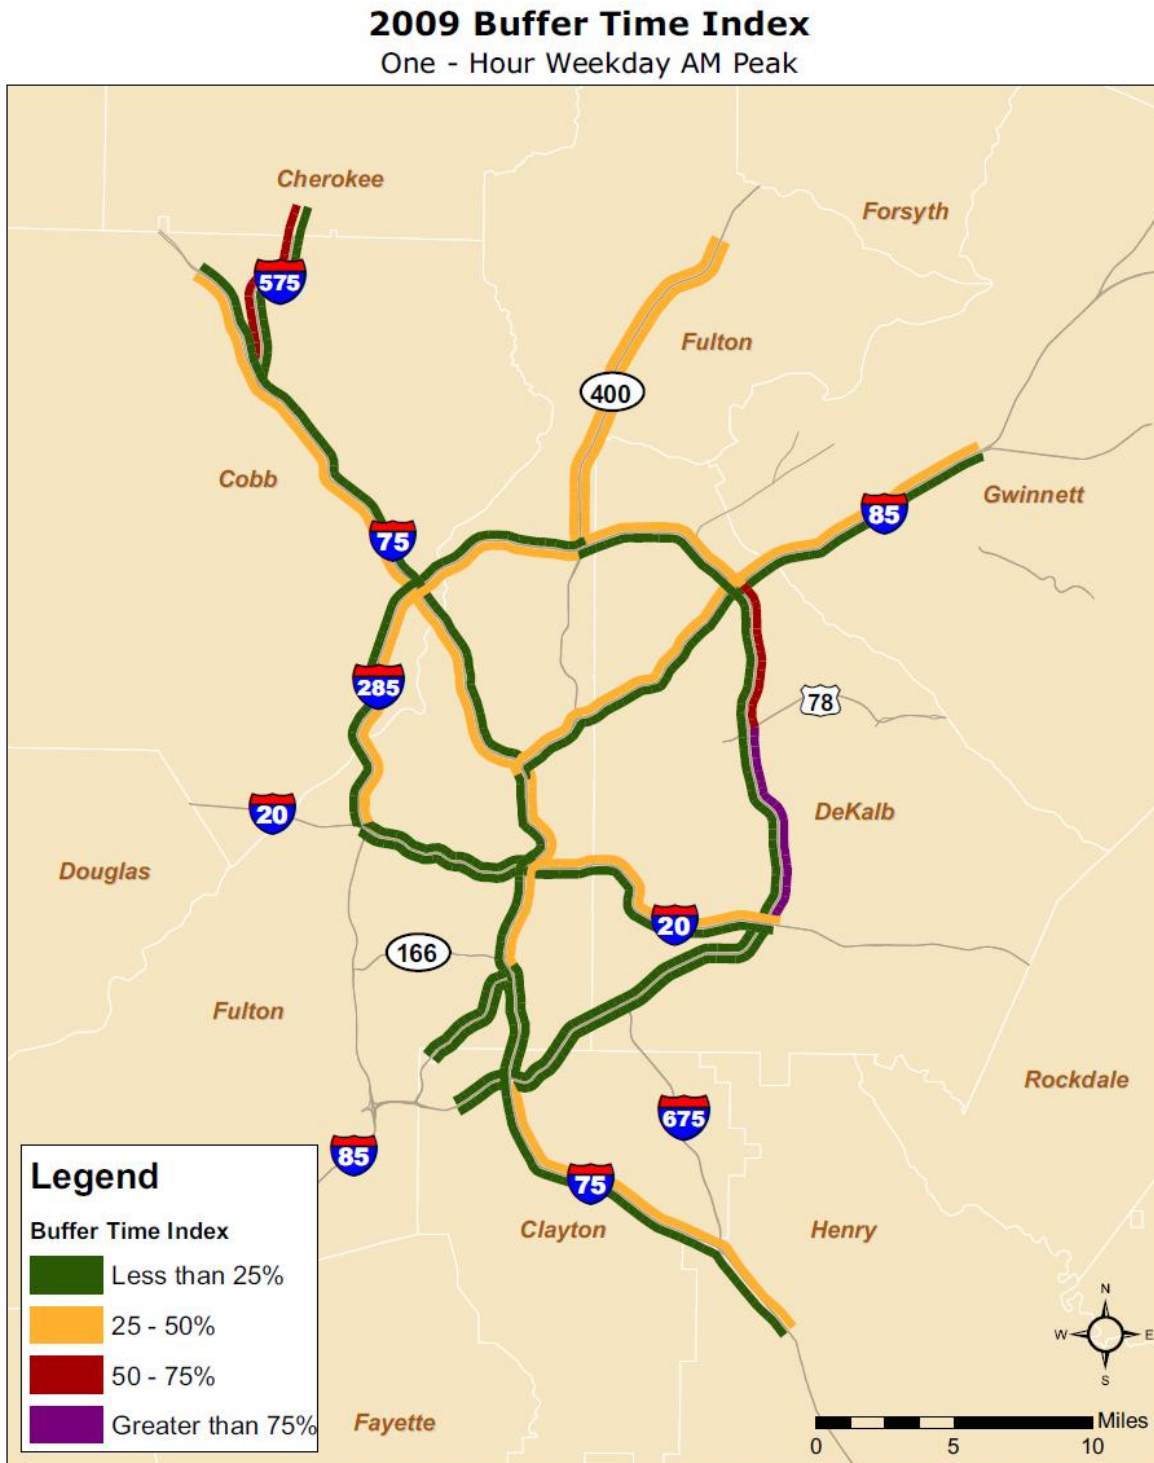 2009 Buffer Time Index
One - Hour Weekday AM Peak
Cherokee
Forsyth
575
Fulton
400
Cobb
Gwinnett
85
75
285
78
20
DeKalb
Douglas
20
166
Fulton
Rockdale
675
85
75
Clayton
Henry
Fayette
Legend
Buffer Time Index
Less than 25%
25 - 50%
50 - 75%
Greater than 75%
N
W
E
S
Miles
0 5 10